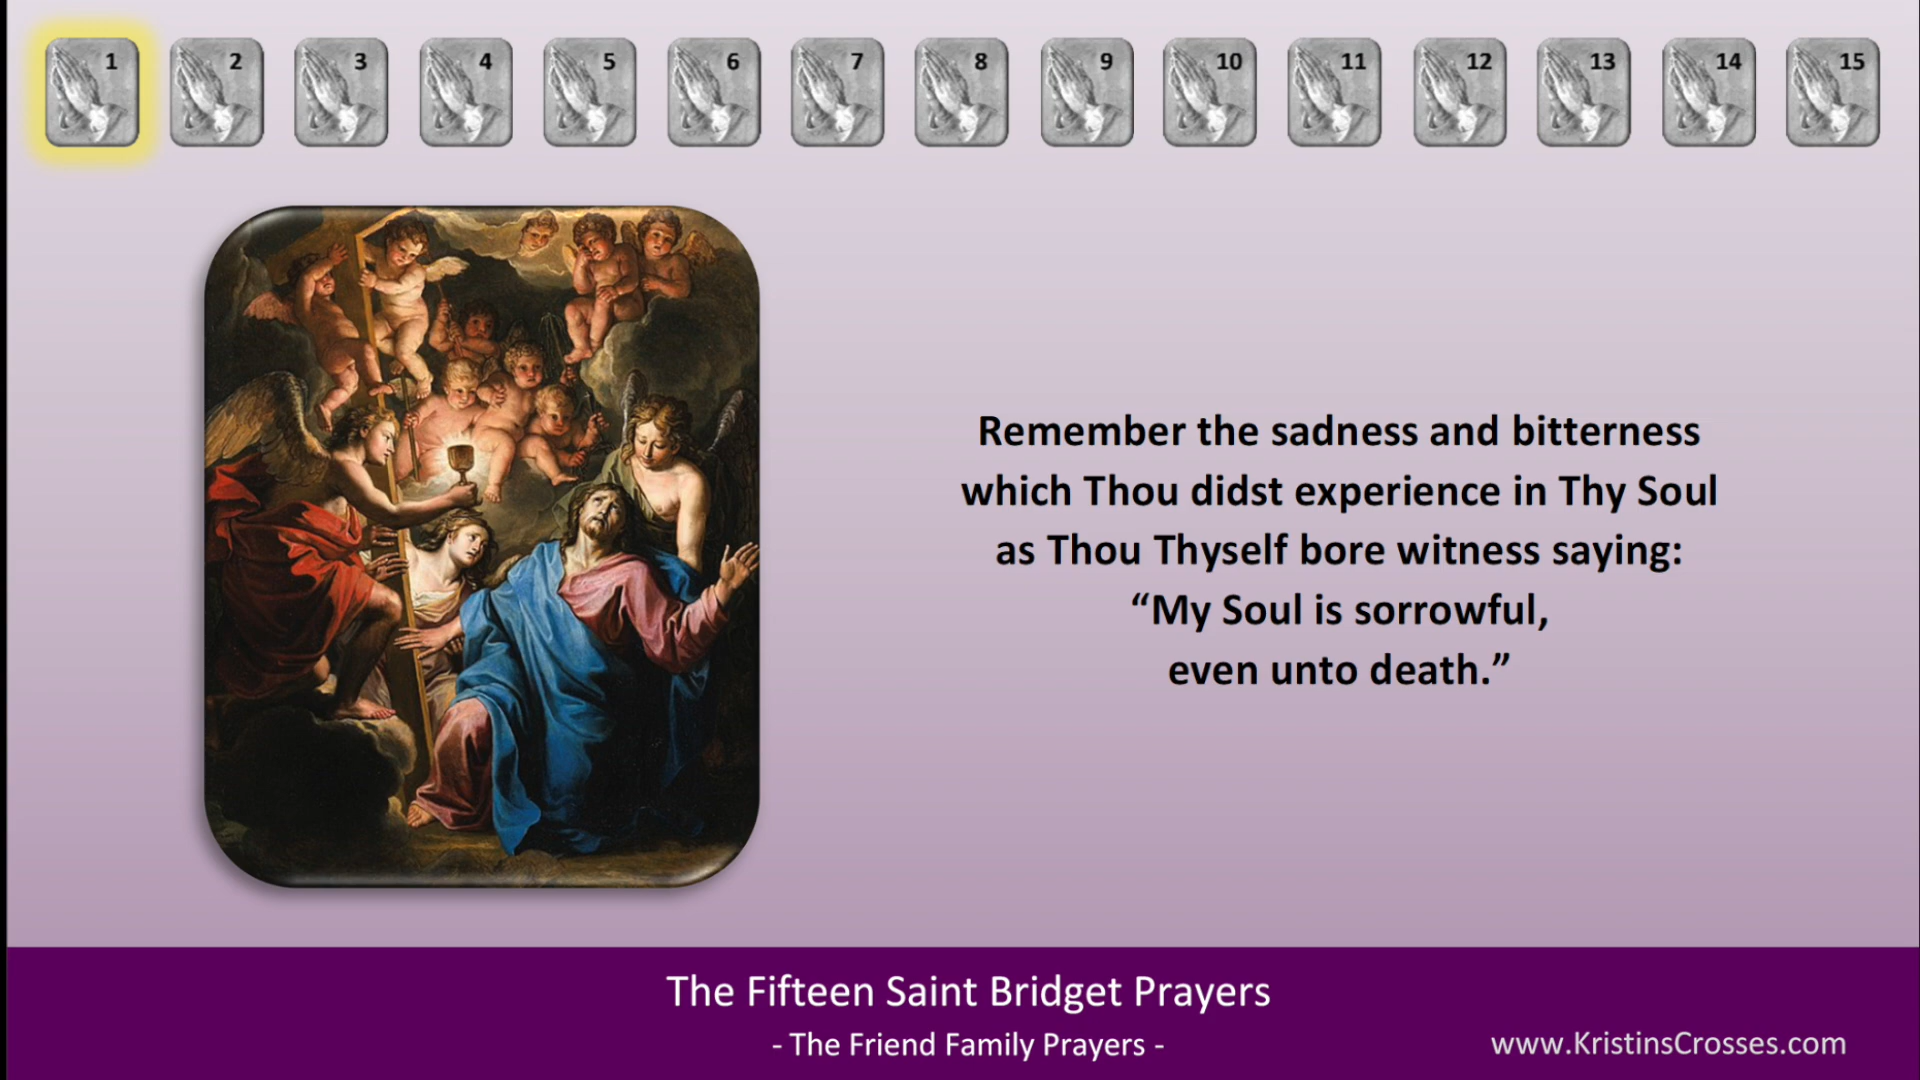 1 2 3 4 5 6 7 8 9 10 11 12 13 14 15
Remember the sadness and bitterness
which Thou didst experience in Thy Soul
as Thou Thyself bore witness saying:
“My Soul is sorrowful,
even unto death.”
The Fifteen Saint Bridget Prayers
- The Friend Family Prayers -
www.KristinsCrosses.com